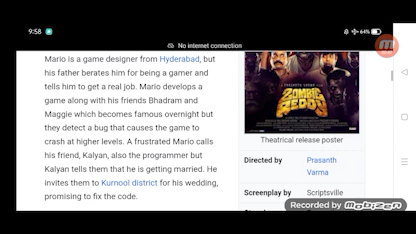 9:58
64%
No internet connection
Mario is a game designer from Hyderabad, but
his father berates him for being a gamer and
tells him to get a real job. Mario develops a
game along with his friends Bhadram and
Maggie which becomes famous overnight but
they detect a bug that causes the game to
crash at higher levels. A frustrated Mario calls
his friend, Kalyan, also the programmer but
Kalyan tells them that he is getting married. He
invites them to Kurnool district for his wedding,
promising to fix the code.
ZOMBIE
REDDY
Theatrical release poster
Directed by Prasanth
Varma
Screenplay by Scriptsville
Recorded by mobizen